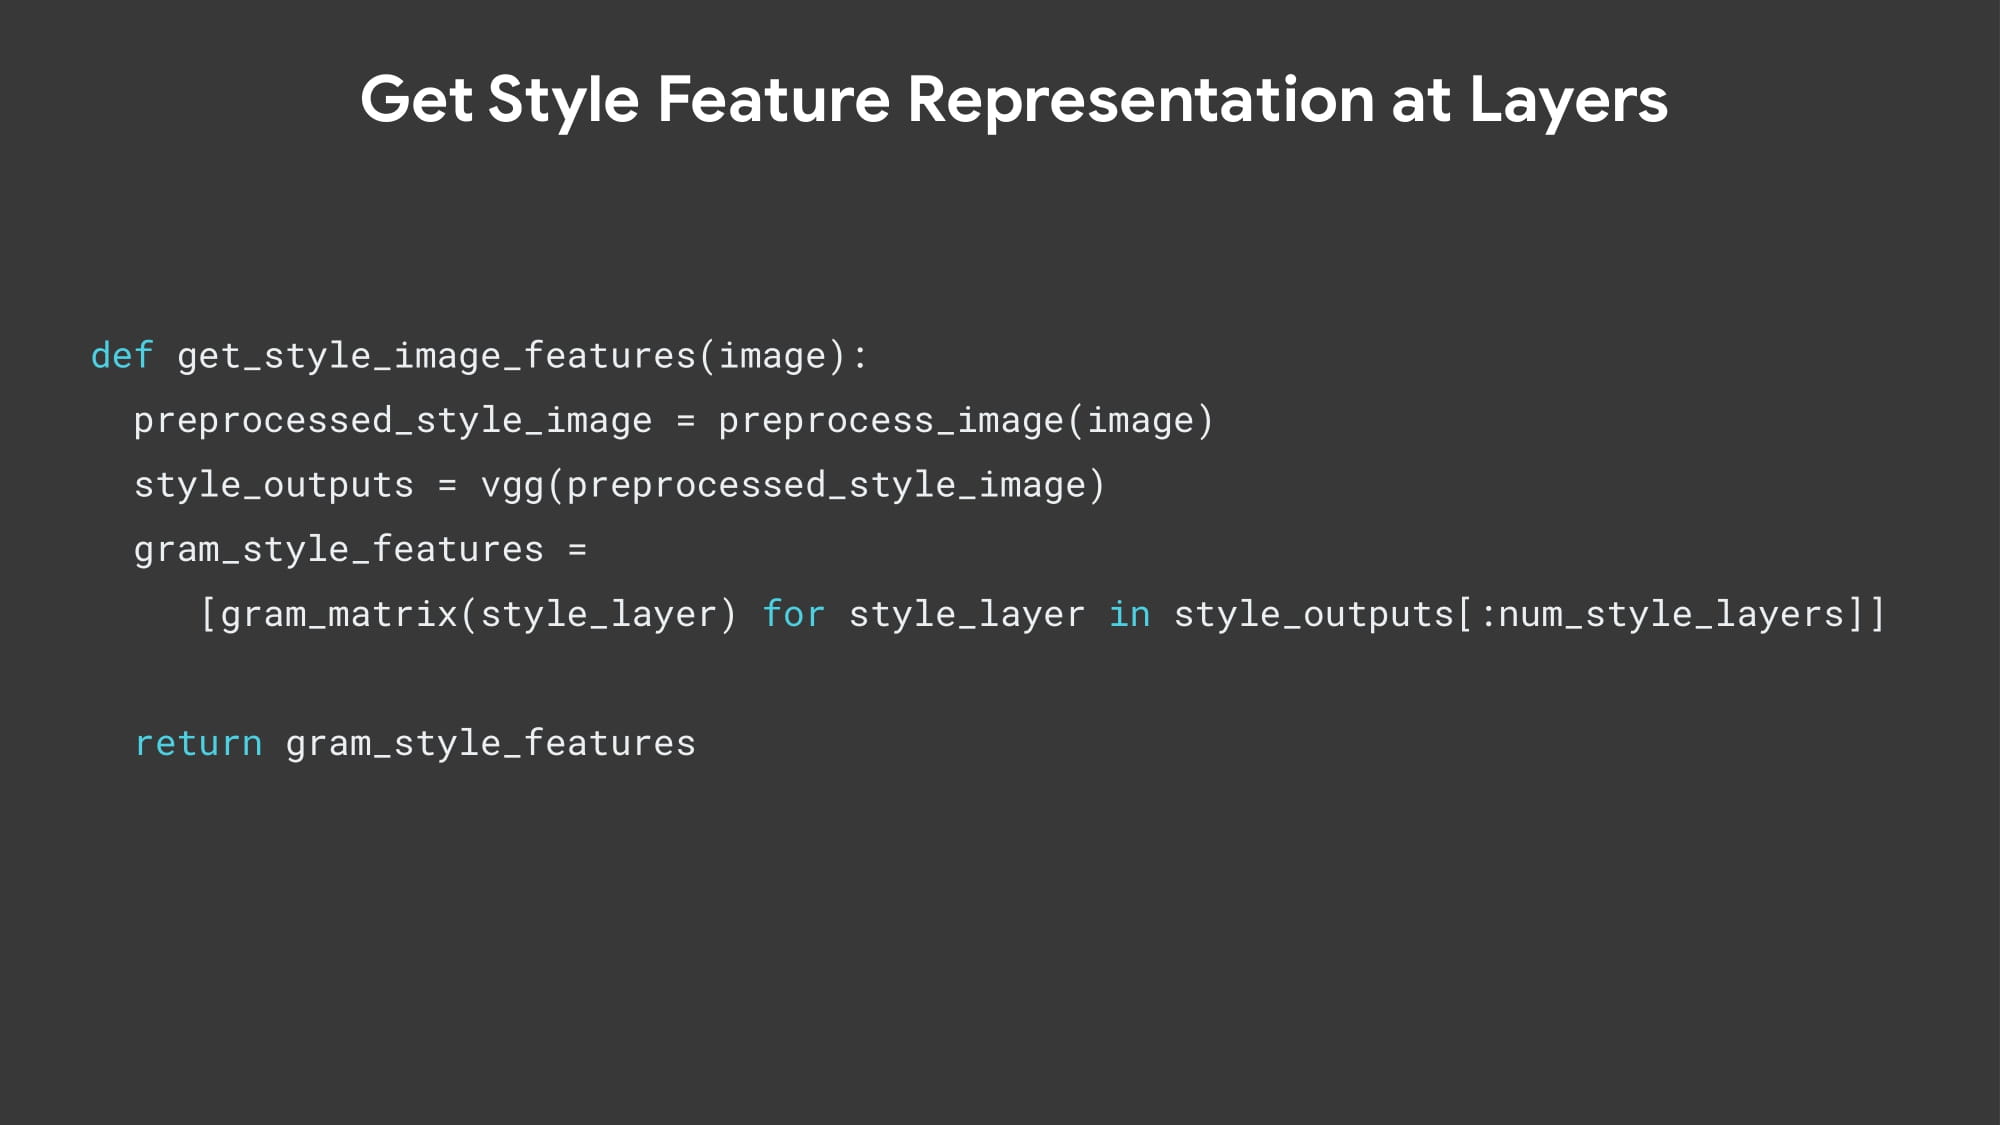 Get Style Feature Representation at Layers
def get_style_image_features(image):
  preprocessed_style_image = preprocess_image(image)
  style_outputs = vgg(preprocessed_style_image)
  gram_style_features =
     [gram_matrix(style_layer) for style_layer in style_outputs[:num_style_layers]]
  return gram_style_features